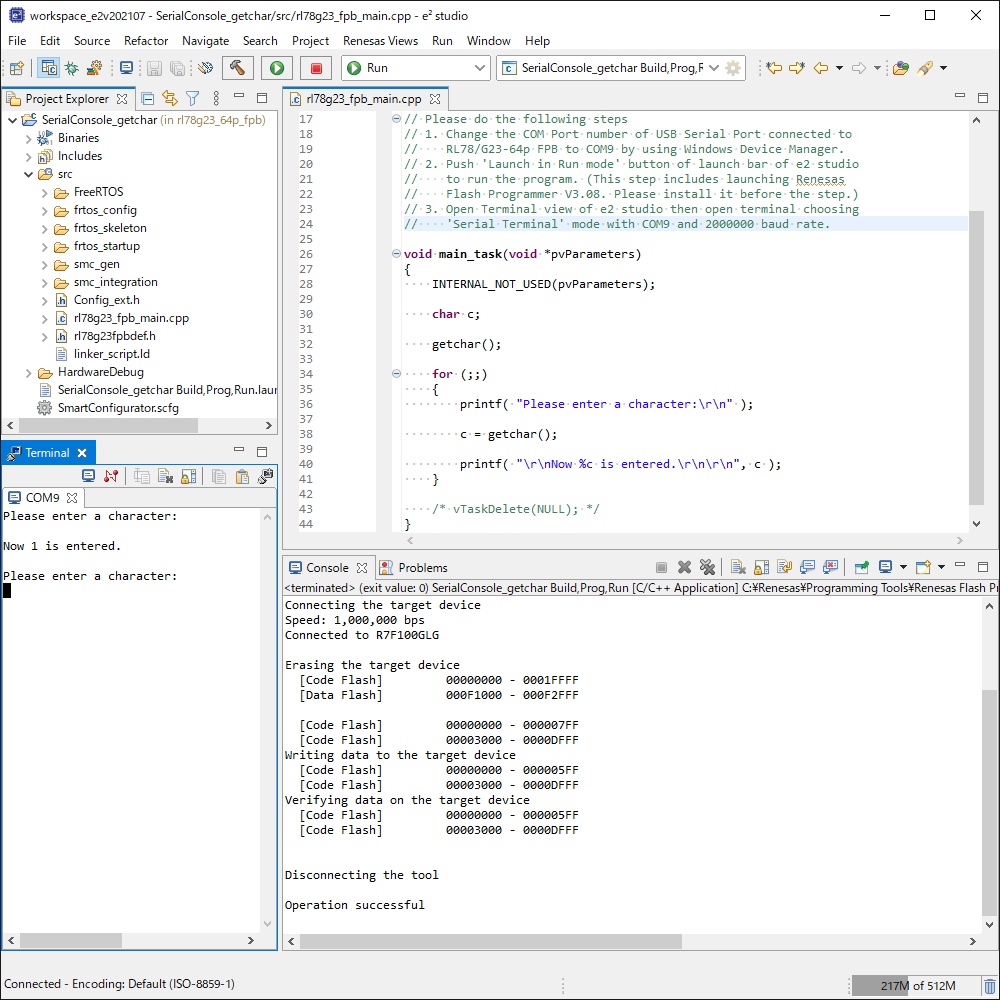 workspace_e2v202107 - SerialConsole_getchar/src/rl78g23_fpb_main.cpp - e² studio
File Edit Source Refactor Navigate Search Project Renesas Views Run Window Help
Run
SerialConsole_getchar Build,Prog,R
Project Explorer
SerialConsole_getchar (in rl78g23_64p_fpb)
Binaries
Includes
src
FreeRTOS
frtos_config
frtos_skeleton
frtos_startup
smc_gen
smc_integration
Config_ext.h
rl78g23_fpb_main.cpp
rl78g23fpbdef.h
linker_script.ld
HardwareDebug
SerialConsole_getchar Build,Prog,Run.laur
SmartConfigurator.scfg
rl78g23_fpb_main.cpp
17 // Please do the following steps
18 // 1. Change the COM Port number of USB Serial Port connected to
19 //    RL78/G23-64p FPB to COM9 by using Windows Device Manager.
20 // 2. Push 'Launch in Run mode' button of launch bar of e2 studio
21 //    to run the program. (This step includes launching Renesas
22 //    Flash Programmer V3.08. Please install it before the step.)
23 // 3. Open Terminal view of e2 studio then open terminal choosing
24 //    'Serial Terminal' mode with COM9 and 2000000 baud rate.
25
26 void main_task(void *pvParameters)
27 {
28     INTERNAL_NOT_USED(pvParameters);
29
30     char c;
31
32     getchar();
33
34     for (;;)
35     {
36         printf( "Please enter a character:\r\n" );
37
38         c = getchar();
39
40         printf( "\r\nNow %c is entered.\r\n\r\n", c );
41     }
42
43     /* vTaskDelete(NULL); */
44 }
Terminal
COM9
Please enter a character:
Now 1 is entered.
Please enter a character:
Console Problems
<terminated> (exit value: 0) SerialConsole_getchar Build,Prog,Run [C/C++ Application] C:¥Renesas¥Programming Tools¥Renesas Flash Pr
Connecting the target device
Speed: 1,000,000 bps
Connected to R7F100GLG
Erasing the target device
[Code Flash] 00000000 - 0001FFFF
[Data Flash] 000F1000 - 000F2FFF
[Code Flash] 00000000 - 000007FF
[Code Flash] 00003000 - 0000DFFF
Writing data to the target device
[Code Flash] 00000000 - 000005FF
[Code Flash] 00003000 - 0000DFFF
Verifying data on the target device
[Code Flash] 00000000 - 000005FF
[Code Flash] 00003000 - 0000DFFF
Disconnecting the tool
Operation successful
Connected - Encoding: Default (ISO-8859-1)
217M of 512M